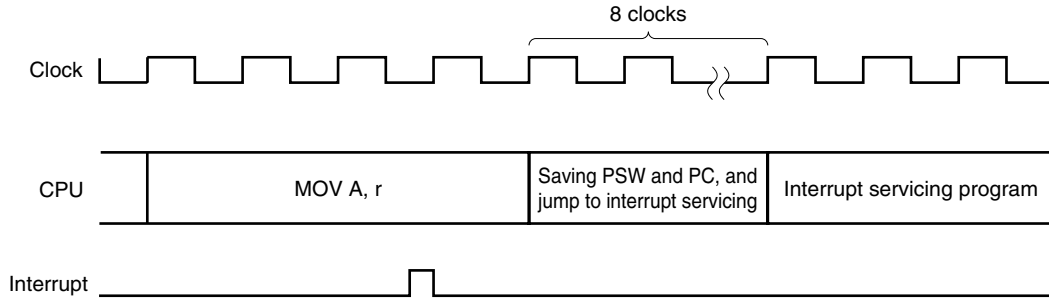 8 clocks
Clock
CPU
MOV A, r
Saving PSW and PC, and
jump to interrupt servicing
Interrupt servicing program
Interrupt